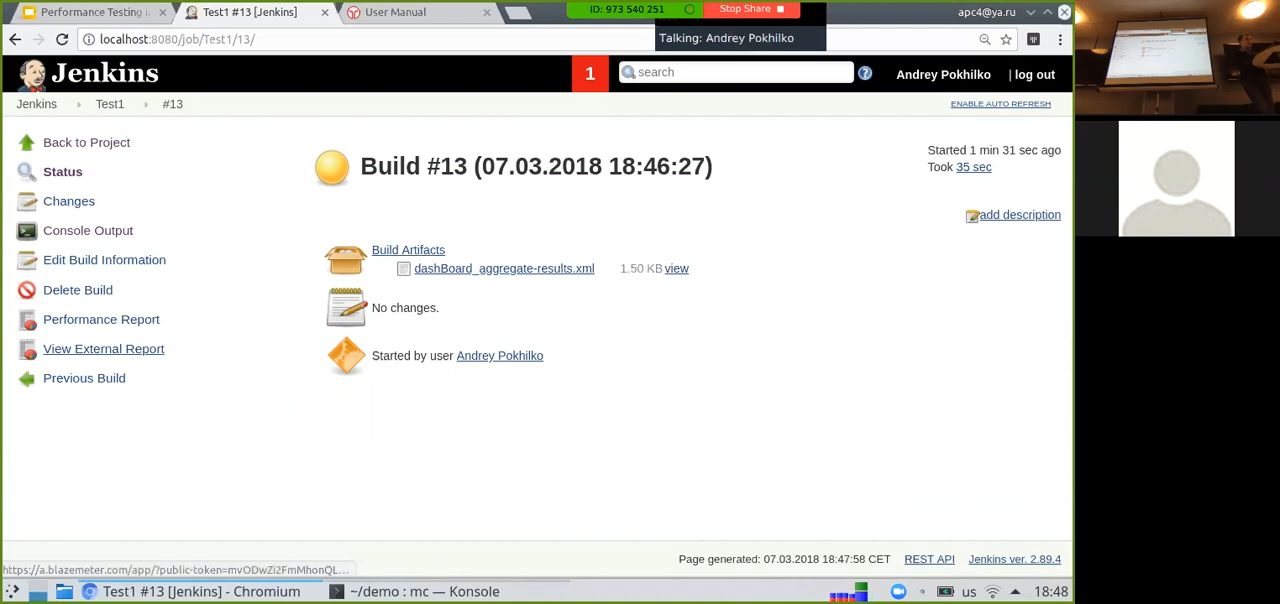 Performance Testing i
Test1 #13 [Jenkins]
User Manual
ID: 973 540 251
Stop Share
apc4@ya.ru
Talking: Andrey Pokhilko
localhost:8080/job/Test1/13/
Jenkins
1
search
Andrey Pokhilko
| log out
Jenkins
Test1
#13
ENABLE AUTO REFRESH
Back to Project
Status
Changes
Console Output
Edit Build Information
Delete Build
Performance Report
View External Report
Previous Build
Build #13 (07.03.2018 18:46:27)
Started 1 min 31 sec ago
Took 35 sec
add description
Build Artifacts
dashBoard_aggregate-results.xml 1.50 KB view
No changes.
Started by user Andrey Pokhilko
Page generated: 07.03.2018 18:47:58 CET
REST API
Jenkins ver. 2.89.4
https://a.blazemeter.com/app/?public-token=mvODwZi2FmMhonQL...
Test1 #13 [Jenkins] - Chromium
~/demo : mc — Konsole
us
18:48